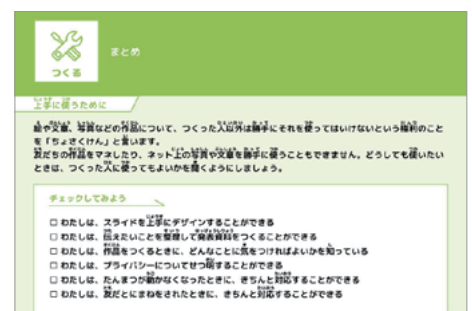 つくる
まとめ
上手に使うために
絵や文章、写真などの作品について、つくった人以外は勝手にそれを使ってはいけないという権利のこと
を「ちょさくけん」と言います。
友だちの作品をマネしたり、ネット上の写真や文章を勝手に使うこともできません。どうしても使いたい
ときは、つくった人に使ってもよいかを聞くようにしましょう。
チェックしてみよう
□ わたしは、スライドを上手にデザインすることができる
□ わたしは、伝えたいことを整理して発表資料をつくることができる
□ わたしは、作品をつくるときに、どんなことに気をつければよいかを知っている
□ わたしは、プライバシーについてせつ明することができる
□ わたしは、たんまつが動かなくなったときに、きちんと対応することができる
□ わたしは、友だとにまねをされたときに、きちんと対応することができる